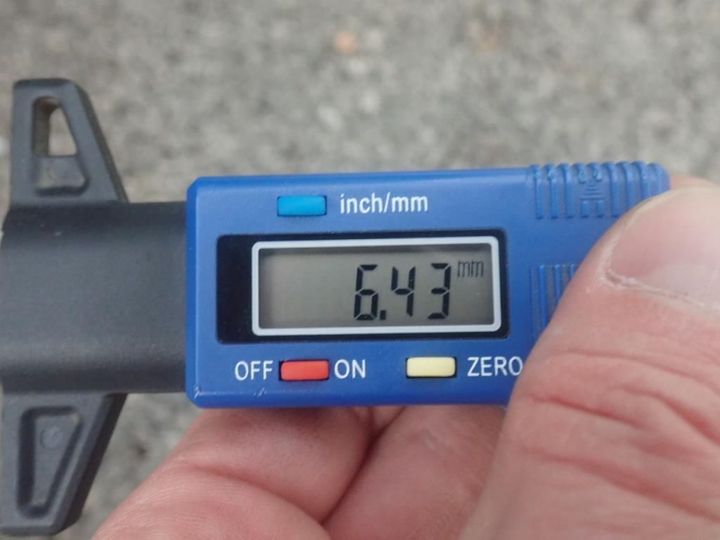 inch/mm
6.43 mm
OFF ON ZERO